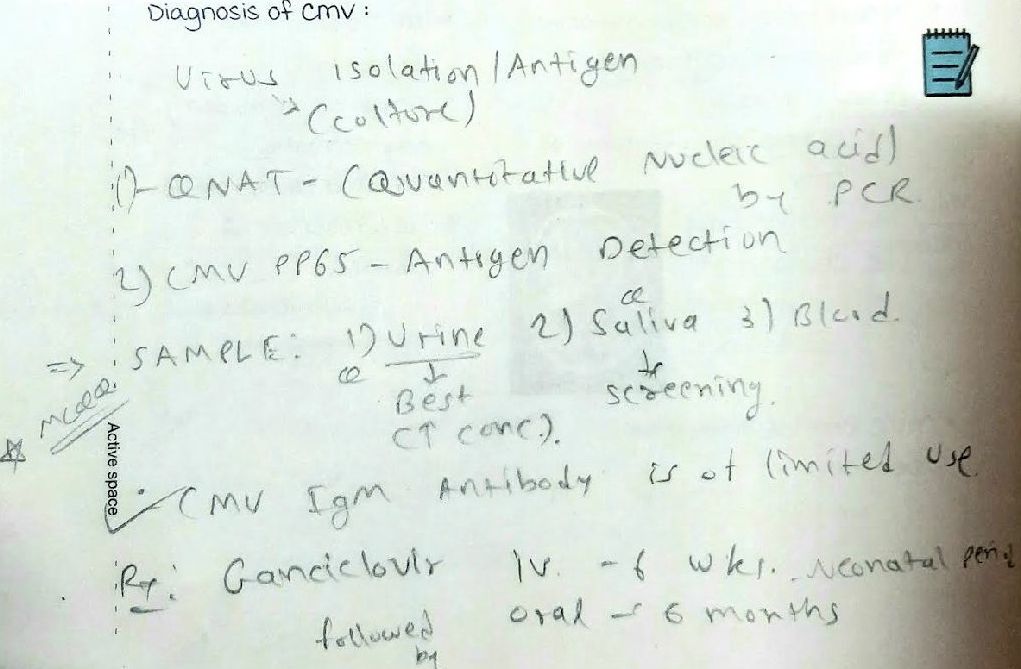 Diagnosis of CMV:
Virus Isolation / Antigen
(Culture)
1) QNAT - (Quantitative Nucleic acid)
by PCR
2) CMV PP65 - Antigen Detection
=> SAMPLE: 1) Urine 2) Saliva 3) Blood.
Best screening.
(↑ conc.).
Active space
CMV IgM Antibody is of limited use
Rx: Ganciclovir IV. - 6 wks. Neonatal period
followed by oral - 6 months